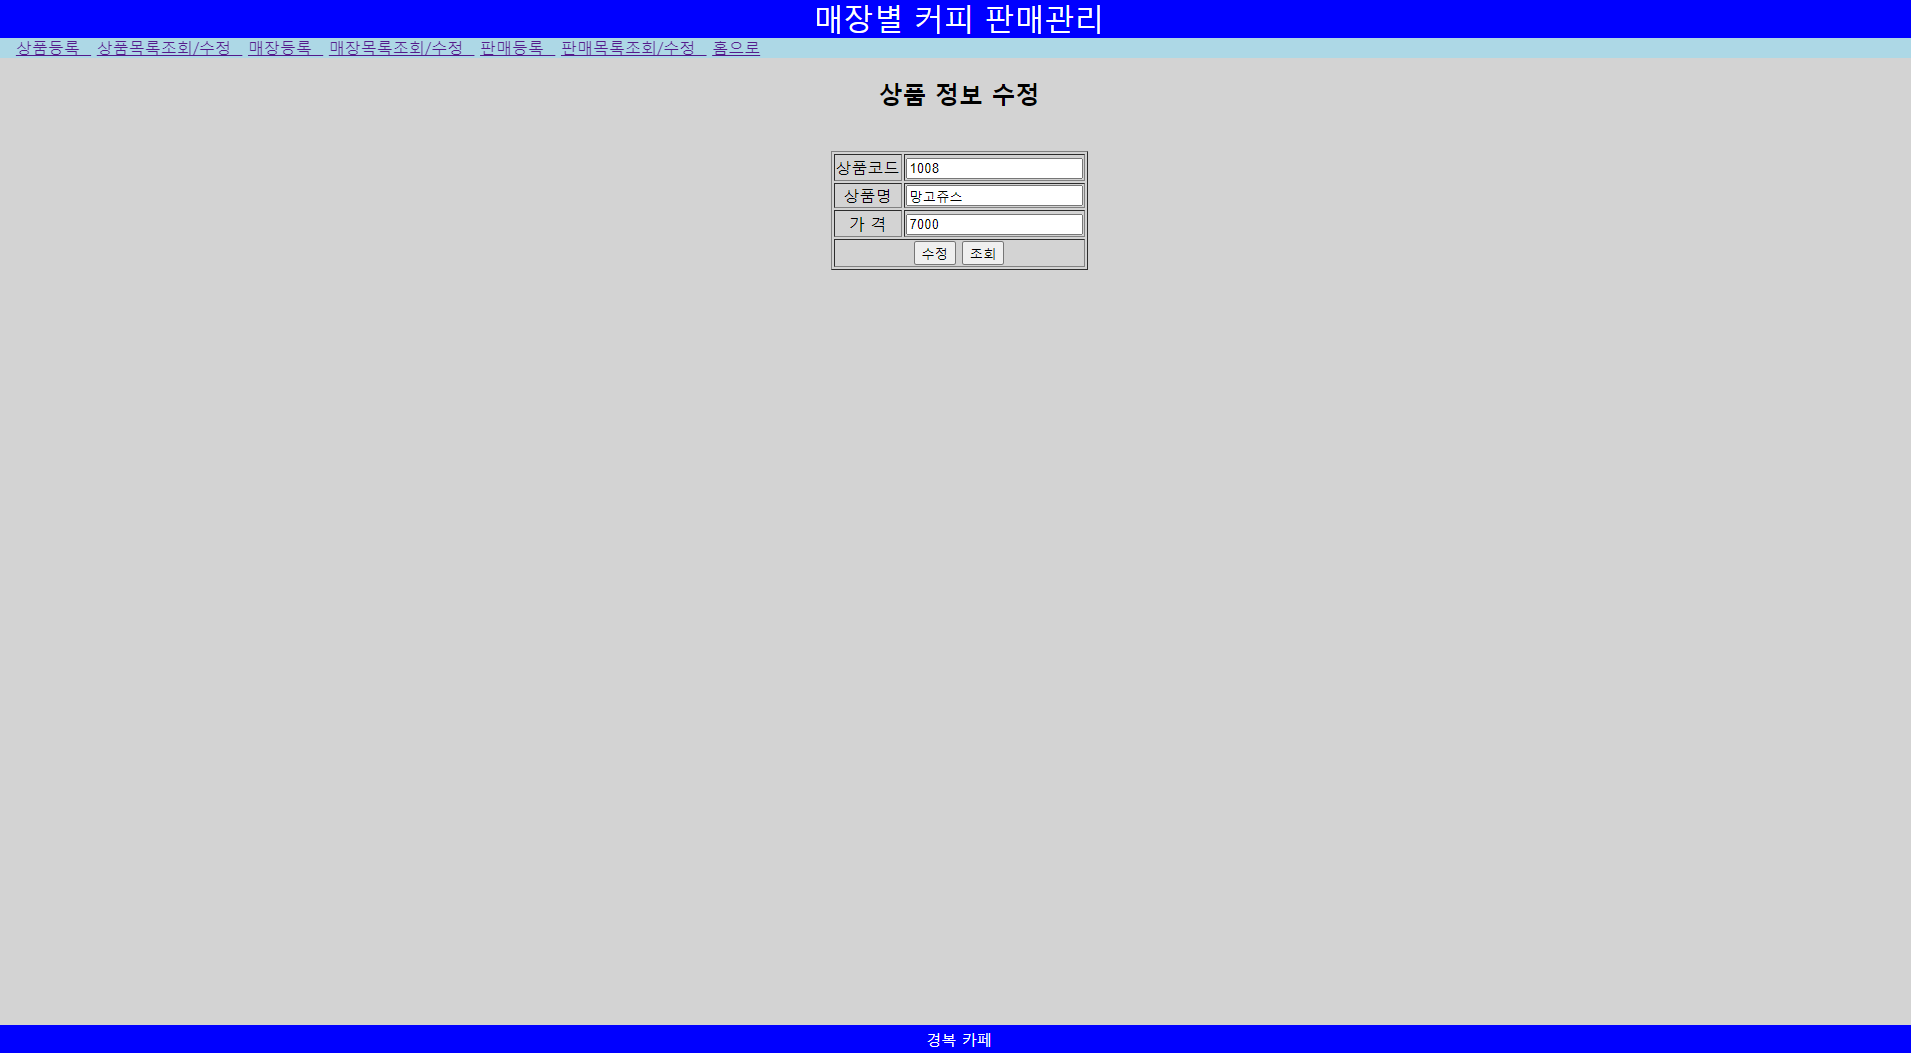 매장별 커피 판매관리
상품등록 상품목록조회/수정 매장등록 매장목록조회/수정 판매등록 판매목록조회/수정 홈으로
상품 정보 수정
상품코드 1008
상품명 망고쥬스
가 격 7000
수정 조회
경복 카페